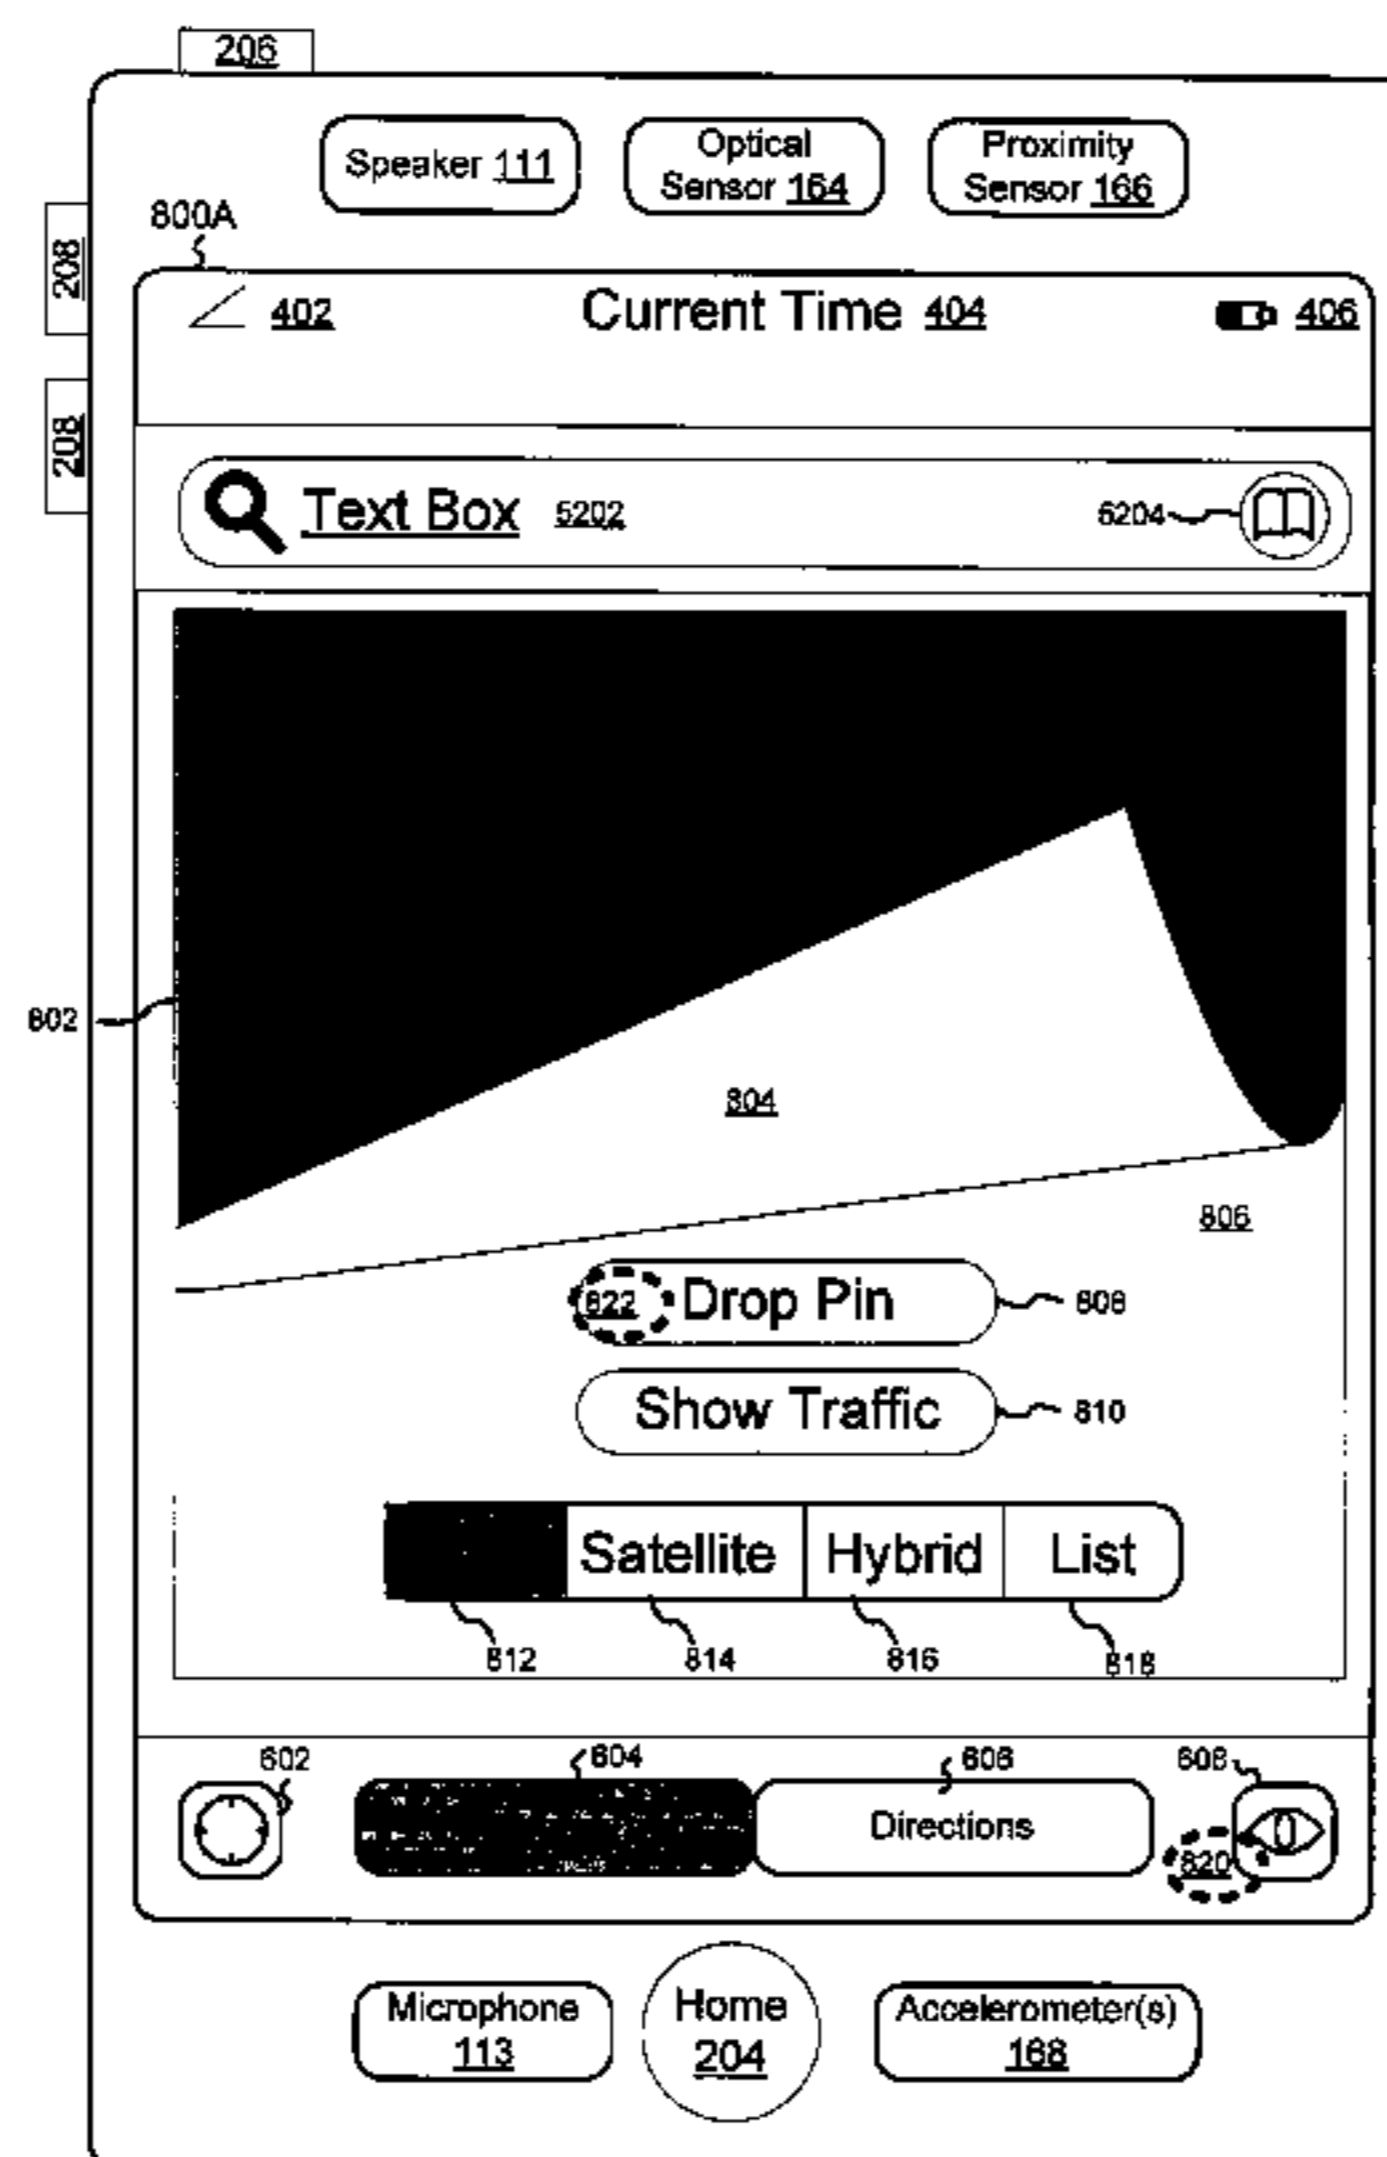 206
Speaker 111
Optical
Sensor 164
Proximity
Sensor 166
800A
208
402
Current Time 404
406
208
Text Box 5202
5204
802
804
806
822 Drop Pin
808
Show Traffic
810
Satellite
Hybrid
List
812
814
816
818
602
604
606
608
Directions
820
Microphone
113
Home
204
Accelerometer(s)
168